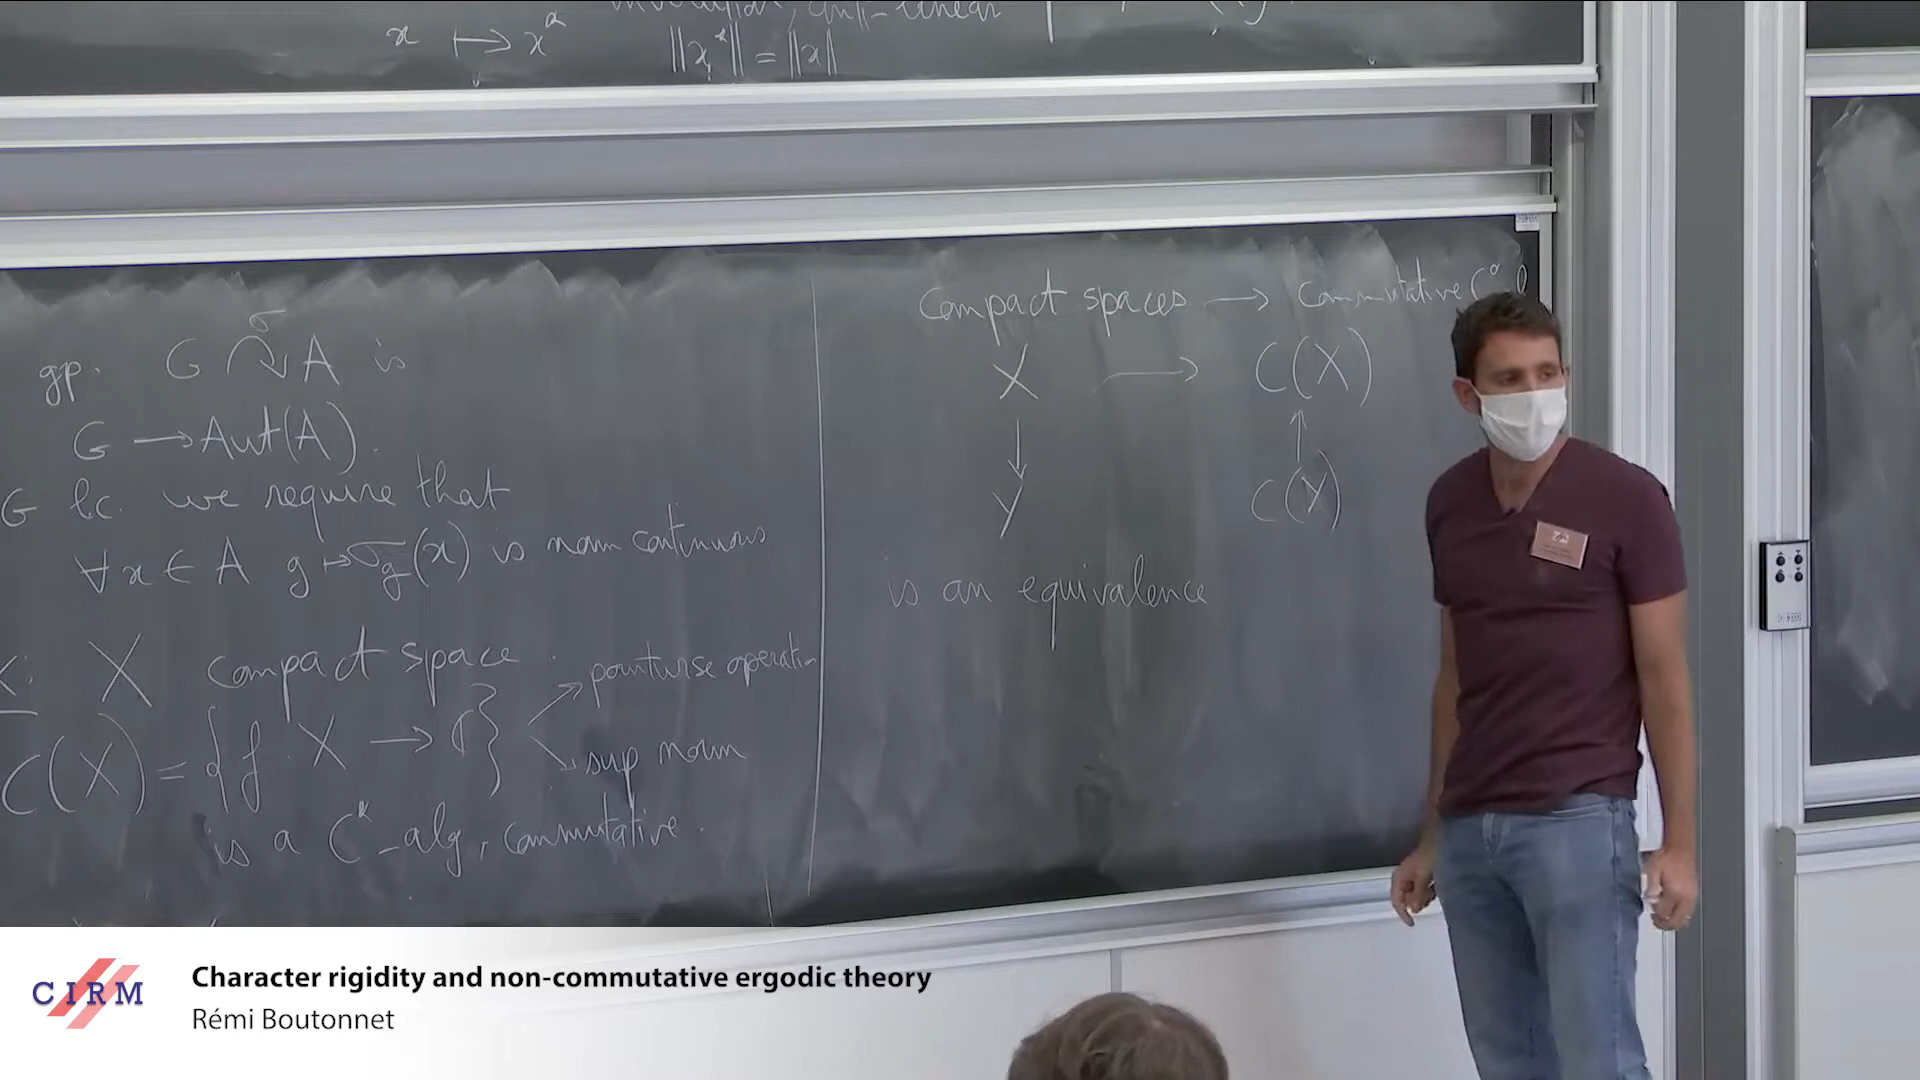 x ⟼ x*
‖x*‖ = ‖x‖
gp. G ↷ A is
σ
G ⟶ Aut(A).
G lc. we require that
∀x ∈ A g ↦ σ_g(x) is norm continuous
X compact space.
C(X) = {f X → ℂ}
→ pointwise operation
↘ sup norm
is a C*-alg, commutative.
Compact spaces ⟶ Commutative C*
X ⟶ C(X)
↓ ↑
Y C(Y)
is an equivalence
CIRM
Character rigidity and non-commutative ergodic theory
Rémi Boutonnet